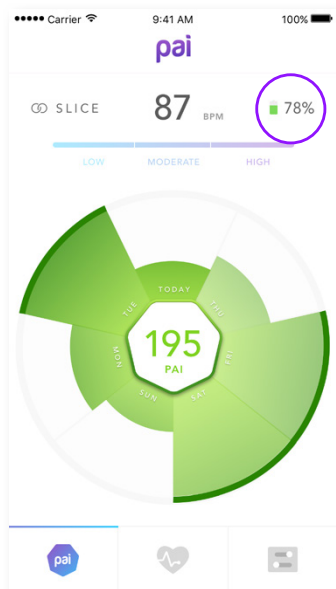 Carrier 9:41 AM 100%
pai
SLICE 87 BPM 78%
LOW MODERATE HIGH
TODAY
TUE THU
195
MON FRI
PAI
SUN SAT
pai